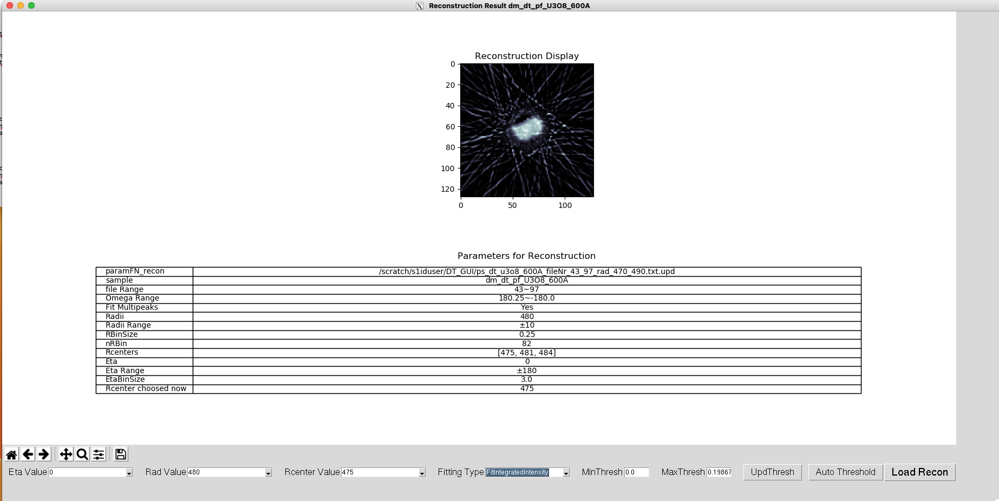 Reconstruction Result dm_dt_pf_U3O8_600A
Reconstruction Display
0
20
40
60
80
100
120
0 50 100
Parameters for Reconstruction
paramFN_recon /scratch/s1iduser/DT_GUI/ps_dt_u3o8_600A_fileNr_43_97_rad_470_490.txt.upd
sample dm_dt_pf_U3O8_600A
file Range 43~97
Omega Range 180.25~-180.0
Fit Multipeaks Yes
Radii 480
Radii Range ±10
RBinSize 0.25
nRBin 82
Rcenters [475, 481, 484]
Eta 0
Eta Range ±180
EtaBinSize 3.0
Rcenter choosed now 475
Eta Value 0 Rad Value 480 Rcenter Value 475 Fitting Type FitIntegratedIntensity MinThresh 0.0 MaxThresh 0.19867 UpdThresh Auto Threshold Load Recon